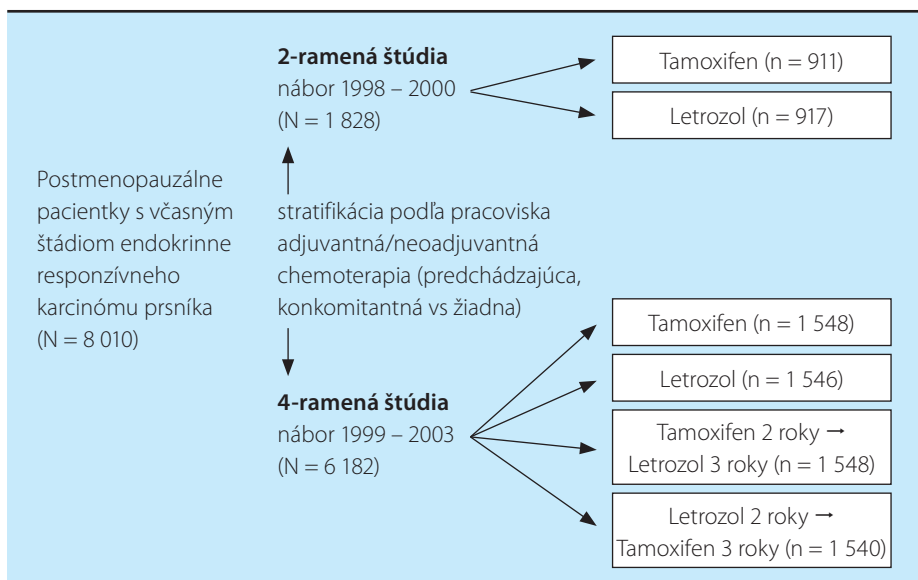 Postmenopauzálne
pacientky s včasným
štádiom endokrinne
responzívneho
karcinómu prsníka
(N = 8 010)
2-ramená štúdia
nábor 1998 – 2000
(N = 1 828)
stratifikácia podľa pracoviska
adjuvantná/neoadjuvantná
chemoterapia (predchádzajúca,
konkomitantná vs žiadna)
4-ramená štúdia
nábor 1999 – 2003
(N = 6 182)
Tamoxifen (n = 911)
Letrozol (n = 917)
Tamoxifen (n = 1 548)
Letrozol (n = 1 546)
Tamoxifen 2 roky →
Letrozol 3 roky (n = 1 548)
Letrozol 2 roky →
Tamoxifen 3 roky (n = 1 540)